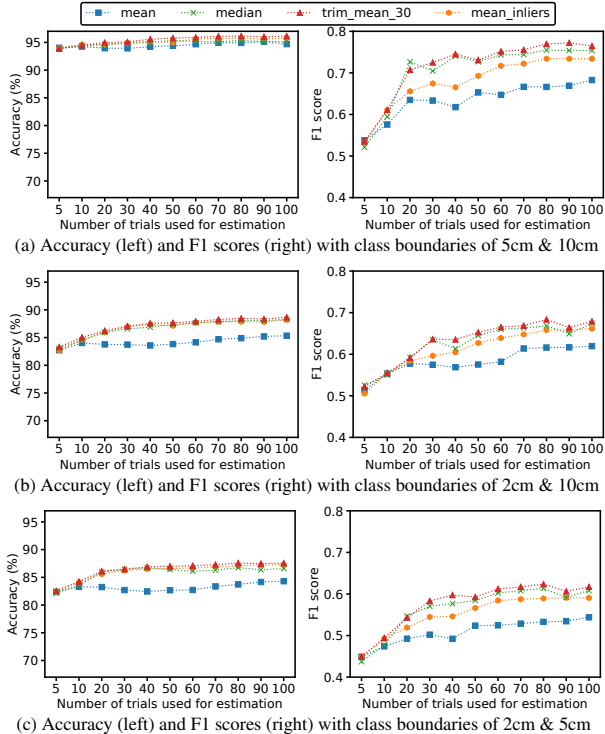 mean median trim_mean_30 mean_inliers
Accuracy (%)
95
90
85
80
75
70
5 10 20 30 40 50 60 70 80 90 100
Number of trials used for estimation
F1 score
0.8
0.7
0.6
0.5
0.4
5 10 20 30 40 50 60 70 80 90 100
Number of trials used for estimation
(a) Accuracy (left) and F1 scores (right) with class boundaries of 5cm & 10cm
Accuracy (%)
95
90
85
80
75
70
5 10 20 30 40 50 60 70 80 90 100
Number of trials used for estimation
F1 score
0.8
0.7
0.6
0.5
0.4
5 10 20 30 40 50 60 70 80 90 100
Number of trials used for estimation
(b) Accuracy (left) and F1 scores (right) with class boundaries of 2cm & 10cm
Accuracy (%)
95
90
85
80
75
70
5 10 20 30 40 50 60 70 80 90 100
Number of trials used for estimation
F1 score
0.8
0.7
0.6
0.5
0.4
5 10 20 30 40 50 60 70 80 90 100
Number of trials used for estimation
(c) Accuracy (left) and F1 scores (right) with class boundaries of 2cm & 5cm